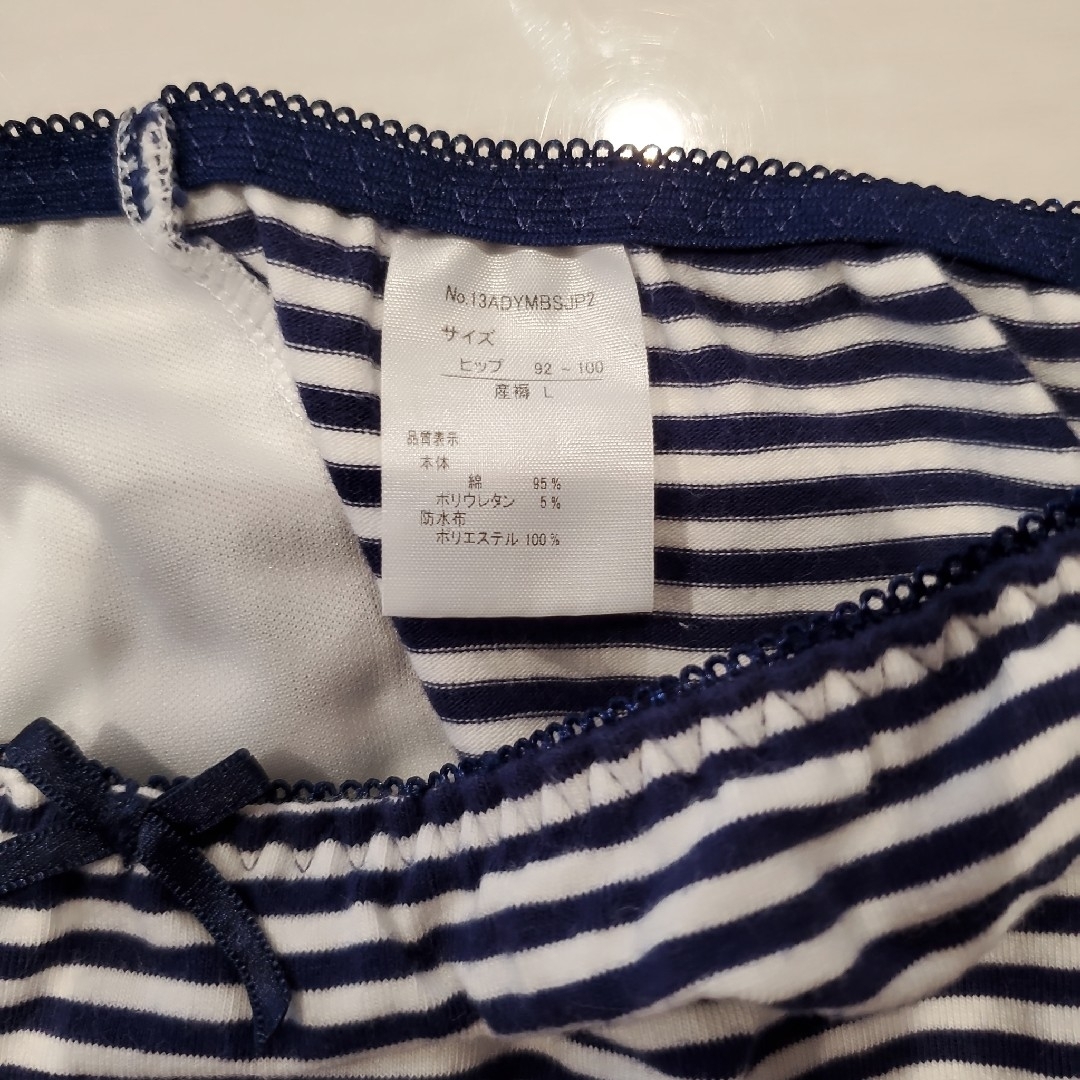 No.13ADYMBSJP2
サイズ
ヒップ 92 ~ 100
産褥 L
品質表示
本体
綿 95%
ポリウレタン 5%
防水布
ポリエステル 100%